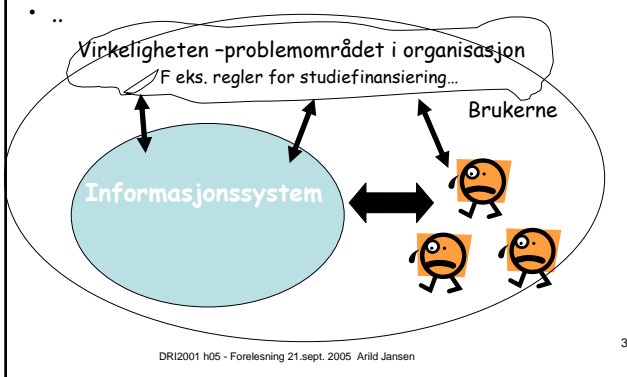 • ..
Virkeligheten –problemområdet i organisasjon
F eks. regler for studiefinansiering…
Brukerne
Informasjonssystem
DRI2001 h05 - Forelesning 21.sept. 2005 Arild Jansen
3